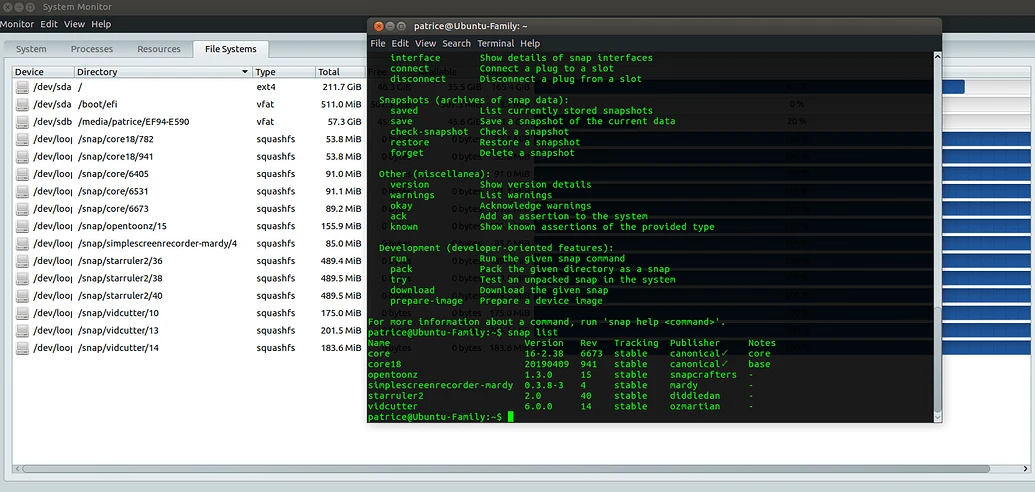 System Monitor
Monitor Edit View Help
System Processes Resources File Systems
Device Directory Type Total
/dev/sda / ext4 211.7 GiB
/dev/sda /boot/efi vfat 511.0 MiB
/dev/sdb /media/patrice/EF94-E590 vfat 57.3 GiB
/dev/loop /snap/core18/782 squashfs 53.8 MiB
/dev/loop /snap/core18/941 squashfs 53.8 MiB
/dev/loop /snap/core/6405 squashfs 91.0 MiB
/dev/loop /snap/core/6531 squashfs 91.1 MiB
/dev/loop /snap/core/6673 squashfs 89.2 MiB
/dev/loop /snap/opentoonz/15 squashfs 155.9 MiB
/dev/loop /snap/simplescreenrecorder-mardy/4 squashfs 85.0 MiB
/dev/loop /snap/starruler2/36 squashfs 489.4 MiB
/dev/loop /snap/starruler2/38 squashfs 489.5 MiB
/dev/loop /snap/starruler2/40 squashfs 489.5 MiB
/dev/loop /snap/vidcutter/10 squashfs 175.0 MiB
/dev/loop /snap/vidcutter/13 squashfs 201.5 MiB
/dev/loop /snap/vidcutter/14 squashfs 183.6 MiB
patrice@Ubuntu-Family: ~
File Edit View Search Terminal Help
interface Show details of snap interfaces
connect Connect a plug to a slot
disconnect Disconnect a plug from a slot
Snapshots (archives of snap data):
saved List currently stored snapshots
save Save a snapshot of the current data
check-snapshot Check a snapshot
restore Restore a snapshot
forget Delete a snapshot
Other (miscellanea):
version Show version details
warnings List warnings
okay Acknowledge warnings
ack Add an assertion to the system
known Show known assertions of the provided type
Development (developer-oriented features):
run Run the given snap command
pack Pack the given directory as a snap
try Test an unpacked snap in the system
download Download the given snap
prepare-image Prepare a device image
For more information about a command, run 'snap help <command>'.
patrice@Ubuntu-Family:~$ snap list
Name Version Rev Tracking Publisher Notes
core 16-2.38 6673 stable canonical✓ core
core18 20190409 941 stable canonical✓ base
opentoonz 1.3.0 15 stable snapcrafters -
simplescreenrecorder-mardy 0.3.8-3 4 stable mardy -
starruler2 2.0 40 stable diddledan -
vidcutter 6.0.0 14 stable ozmartian -
patrice@Ubuntu-Family:~$